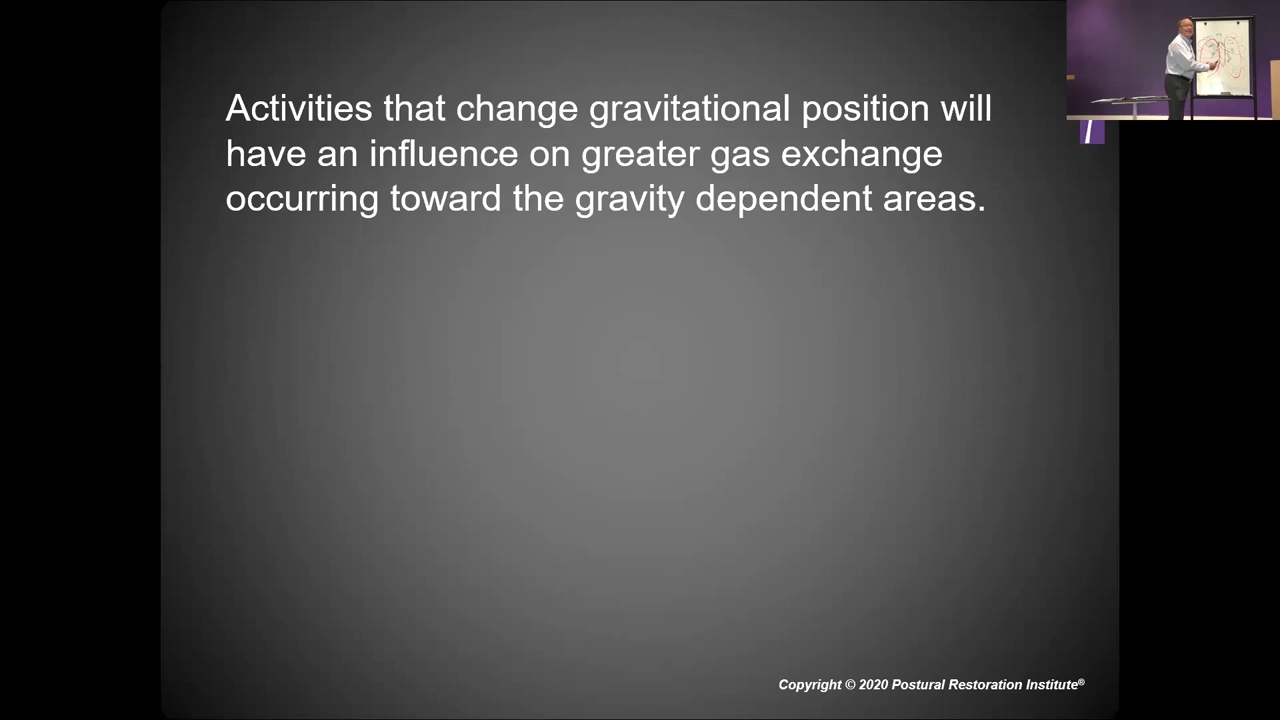 Activities that change gravitational position will
have an influence on greater gas exchange
occurring toward the gravity dependent areas.
Copyright © 2020 Postural Restoration Institute®